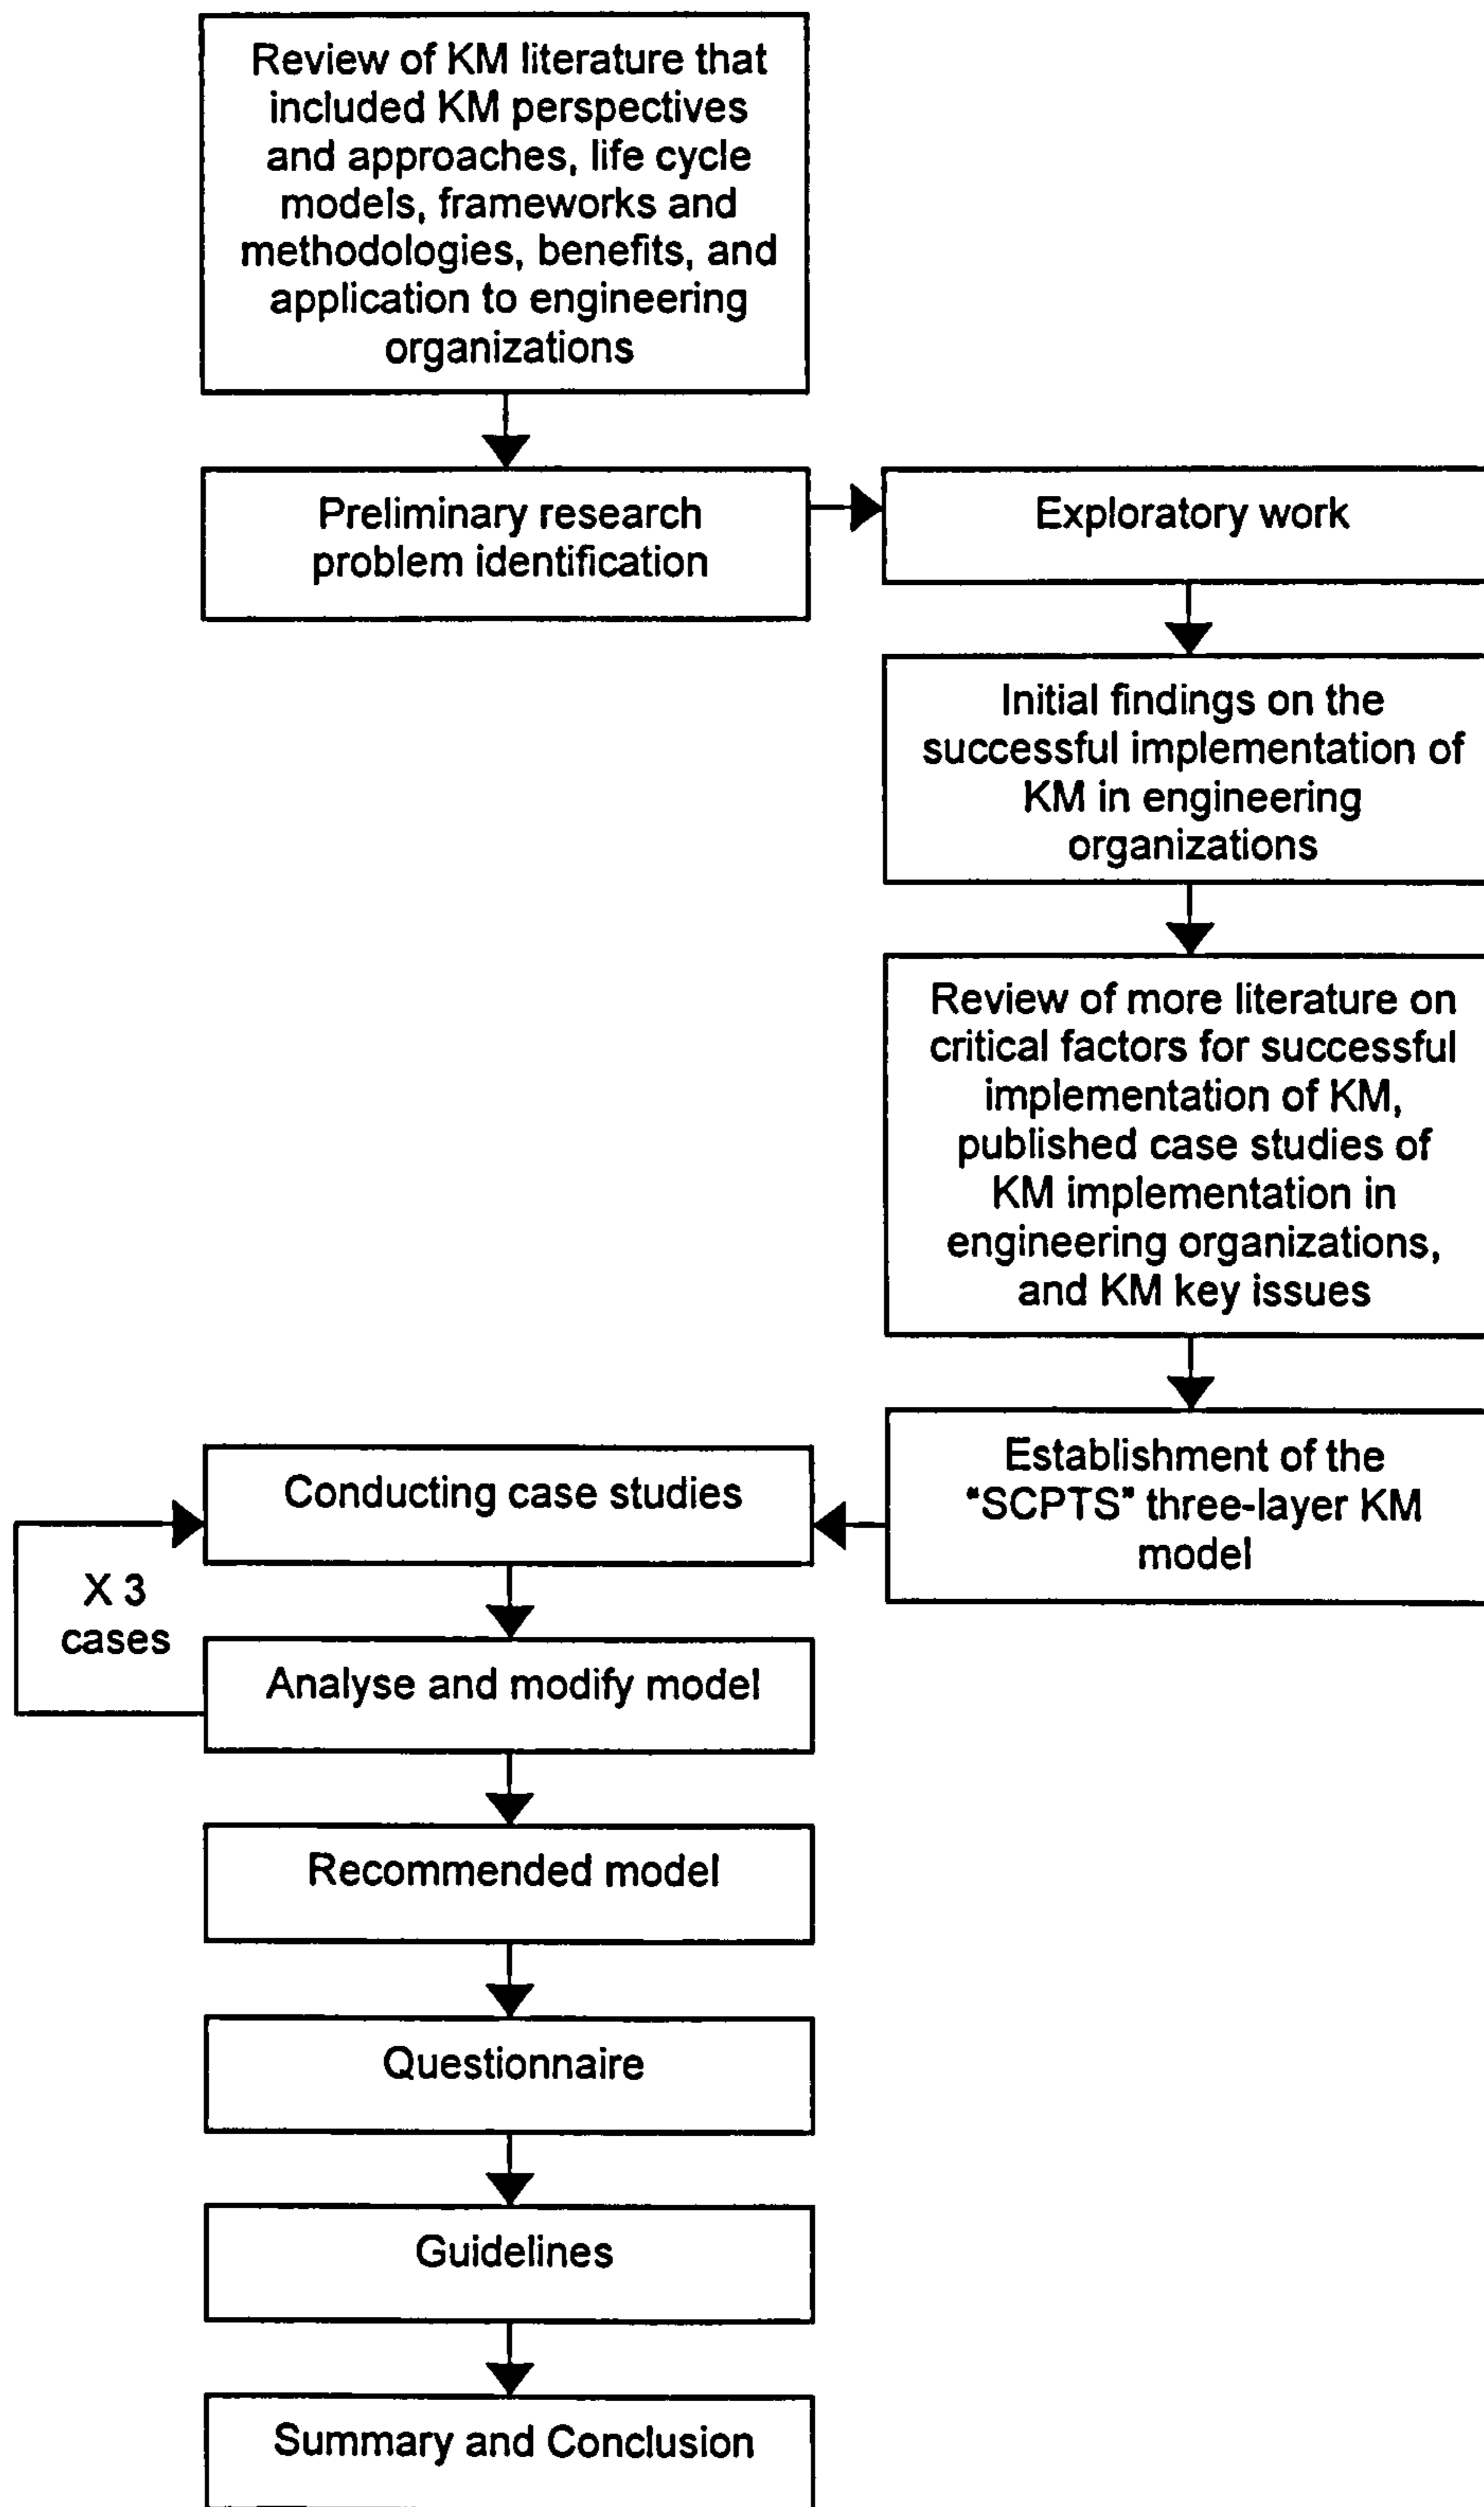 Review of KM literature that
included KM perspectives
and approaches, life cycle
models, frameworks and
methodologies, benefits, and
application to engineering
organizations
Preliminary research
problem identification
Exploratory work
Initial findings on the
successful implementation of
KM in engineering
organizations
Review of more literature on
critical factors for successful
implementation of KM,
published case studies of
KM implementation in
engineering organizations,
and KM key issues
Establishment of the
"SCPTS" three-layer KM
model
Conducting case studies
X 3
cases
Analyse and modify model
Recommended model
Questionnaire
Guidelines
Summary and Conclusion